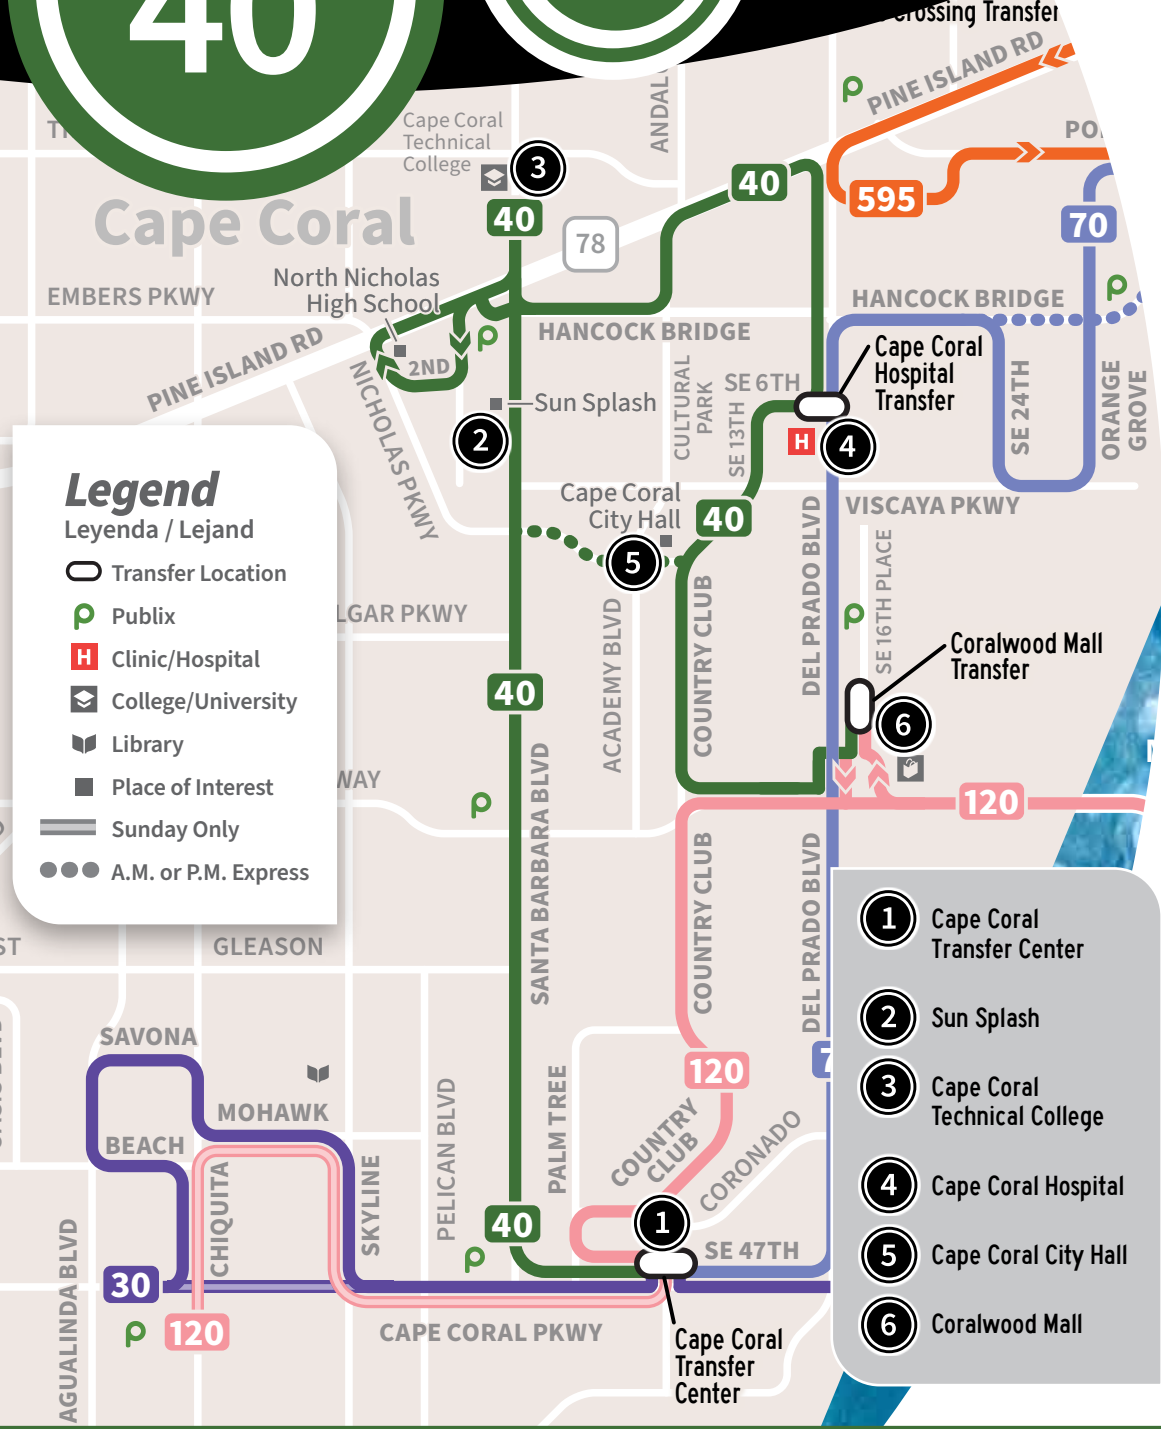 40
Crossing Transfer
PINE ISLAND RD
ANDAL
Cape Coral
Technical
College
3
40
595
70
40
Cape Coral
78
North Nicholas
High School
EMBERS PKWY
HANCOCK BRIDGE
HANCOCK BRIDGE
PINE ISLAND RD
2ND
NICHOLAS PKWY
CULTURAL
PARK
SE 6TH
SE 13TH
Cape Coral
Hospital
Transfer
SE 24TH
ORANGE
GROVE
Sun Splash
2
H
4
Cape Coral
City Hall
40
5
VISCAYA PKWY
DEL PRADO BLVD
SE 16TH PLACE
Legend
Leyenda / Lejand
Transfer Location
Publix
H
Clinic/Hospital
College/University
Library
Place of Interest
Sunday Only
A.M. or P.M. Express
LGAR PKWY
ACADEMY BLVD
COUNTRY CLUB
Coralwood Mall
Transfer
6
40
WAY
SANTA BARBARA BLVD
120
COUNTRY CLUB
DEL PRADO BLVD
ST
GLEASON
SAVONA
MOHAWK
BEACH
CHIQUITA
SKYLINE
PELICAN BLVD
PALM TREE
120
7
COUNTRY
CLUB
CORONADO
40
1
SE 47TH
AGUALINDA BLVD
30
120
CAPE CORAL PKWY
Cape Coral
Transfer
Center
1
Cape Coral
Transfer Center
2
Sun Splash
3
Cape Coral
Technical College
4
Cape Coral Hospital
5
Cape Coral City Hall
6
Coralwood Mall